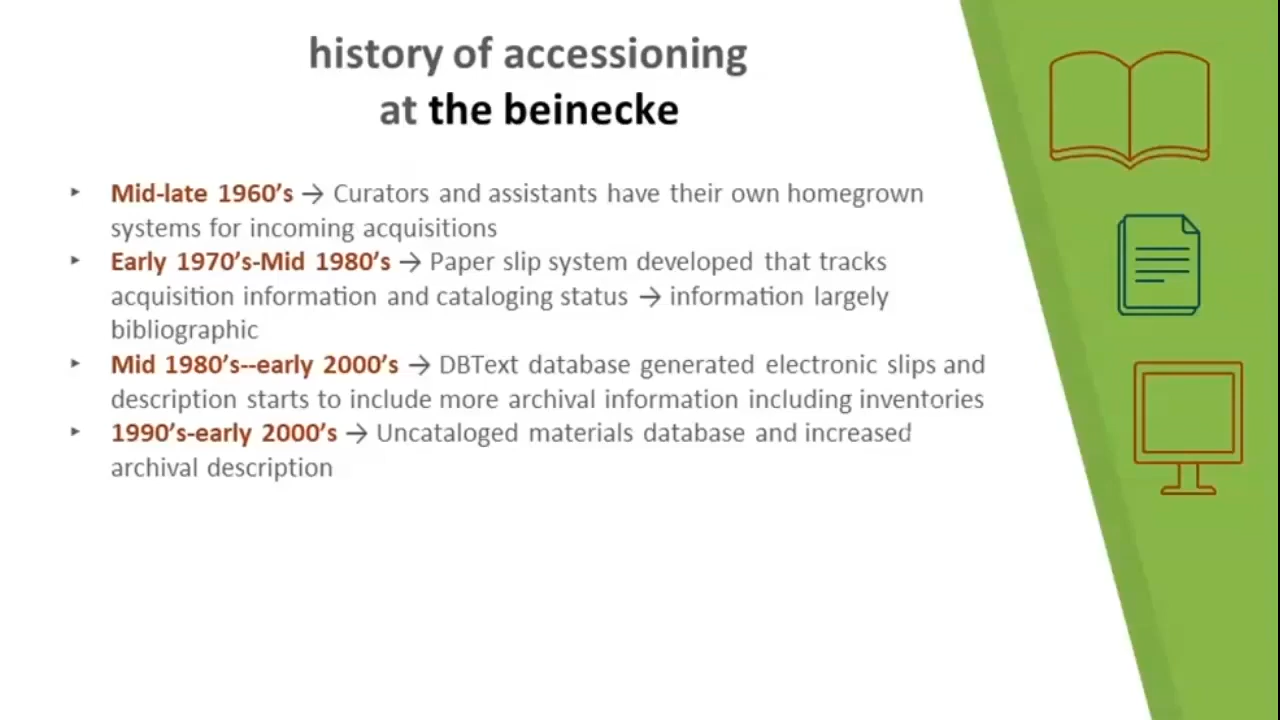 history of accessioning
at the beinecke
‣ Mid-late 1960's → Curators and assistants have their own homegrown
systems for incoming acquisitions
‣ Early 1970's-Mid 1980's → Paper slip system developed that tracks
acquisition information and cataloging status → information largely
bibliographic
‣ Mid 1980's--early 2000's → DBText database generated electronic slips and
description starts to include more archival information including inventories
‣ 1990's-early 2000's → Uncataloged materials database and increased
archival description